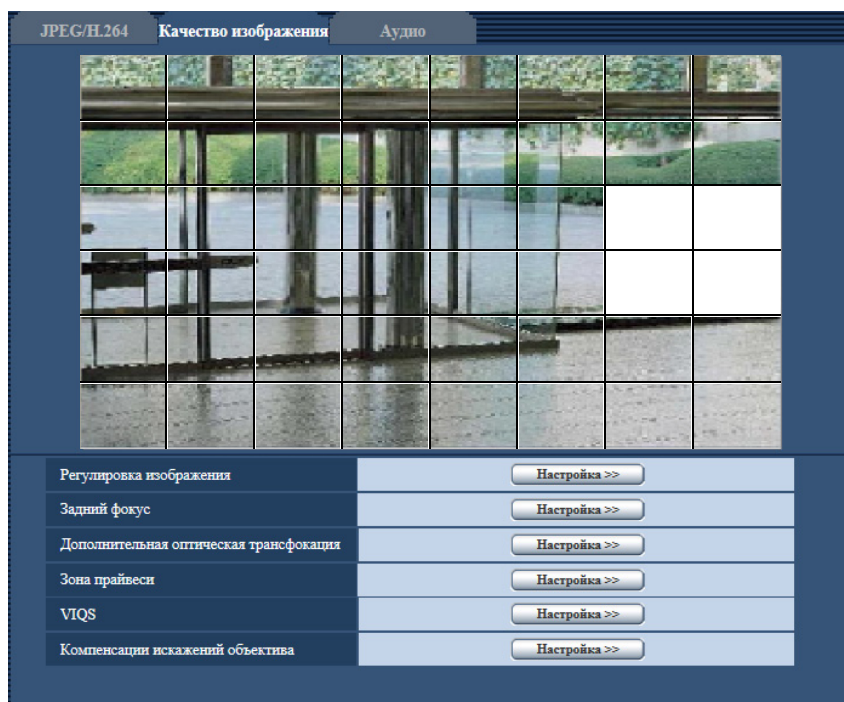 JPEG/H.264 Качество изображения Аудио
Регулировка изображения Настройка >>
Задний фокус Настройка >>
Дополнительная оптическая трансфокация Настройка >>
Зона прайвеси Настройка >>
VIQS Настройка >>
Компенсации искажений объектива Настройка >>